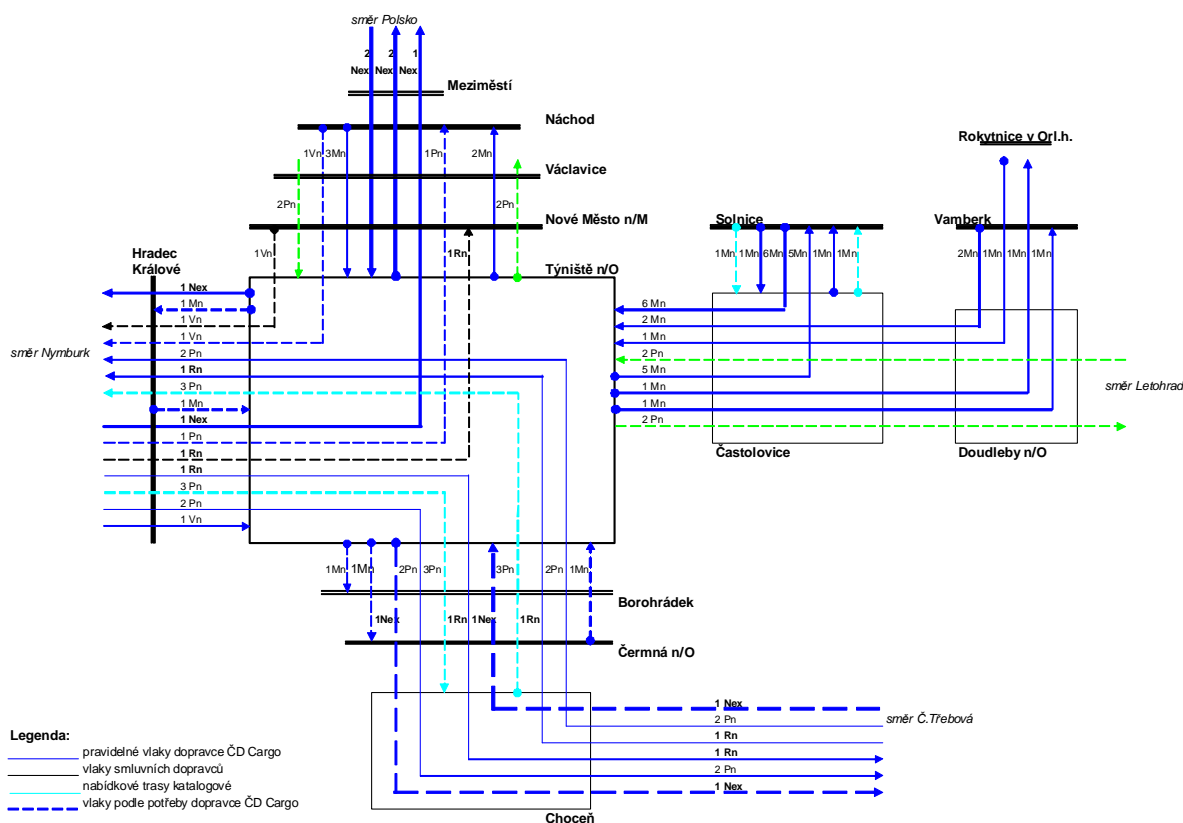 směr Polsko
2 2 1
Nex Nex Nex
Meziměstí
Náchod
Rokytnice v Orl.h.
1Vn 3Mn 1Pn 2Mn
Václavice
2Pn 2Pn
Nové Město n/M
Solnice
Vamberk
Hradec
Králové
1Vn 1Rn
1Mn 1Mn 6Mn 5Mn 1Mn 1Mn
2Mn 1Mn 1Mn 1Mn
Týniště n/O
1 Nex
1 Mn
6 Mn
1 Vn
2 Mn
1 Vn
1 Mn
směr Nymburk
2 Pn
2 Pn
1 Rn
5 Mn
směr Letohrad
3 Pn
1 Mn
1 Mn
1 Mn
1 Nex
2 Pn
1 Pn
Častolovice
Doudleby n/O
1 Rn
1 Rn
3 Pn
2 Pn
1 Vn
1Mn 1Mn 2Pn 3Pn 3Pn 2Pn 1Mn
Borohrádek
1Nex 1Rn 1Nex 1Rn
Čermná n/O
1 Nex
2 Pn
směr Č.Třebová
1 Rn
1 Rn
2 Pn
1 Nex
Choceň
Legenda:
pravidelné vlaky dopravce ČD Cargo
vlaky smluvních dopravců
nabídkové trasy katalogové
vlaky podle potřeby dopravce ČD Cargo